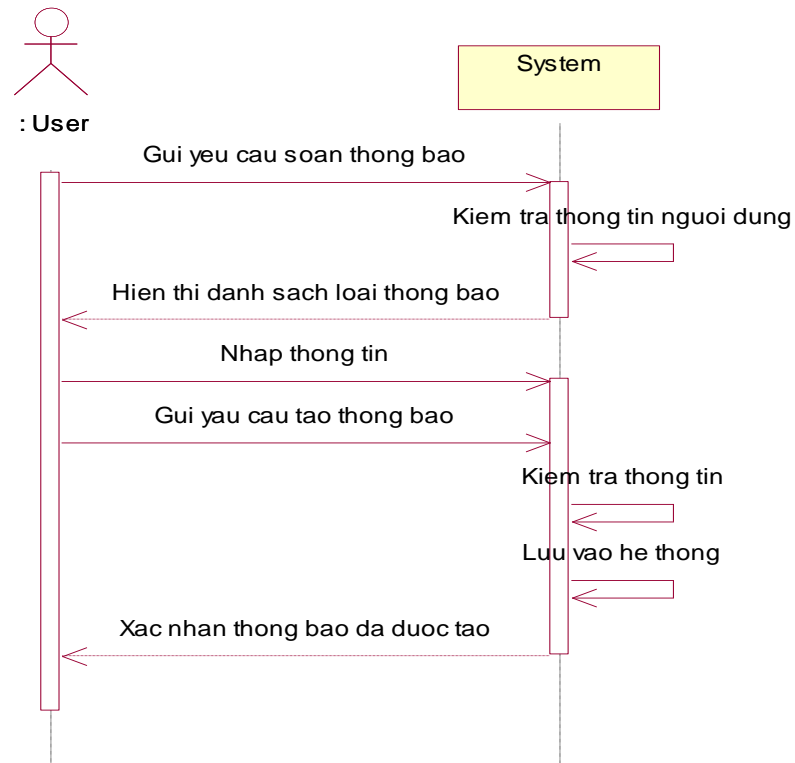 System
: User
Gui yeu cau soan thong bao
Kiem tra thong tin nguoi dung
Hien thi danh sach loai thong bao
Nhap thong tin
Gui yau cau tao thong bao
Kiem tra thong tin
Luu vao he thong
Xac nhan thong bao da duoc tao